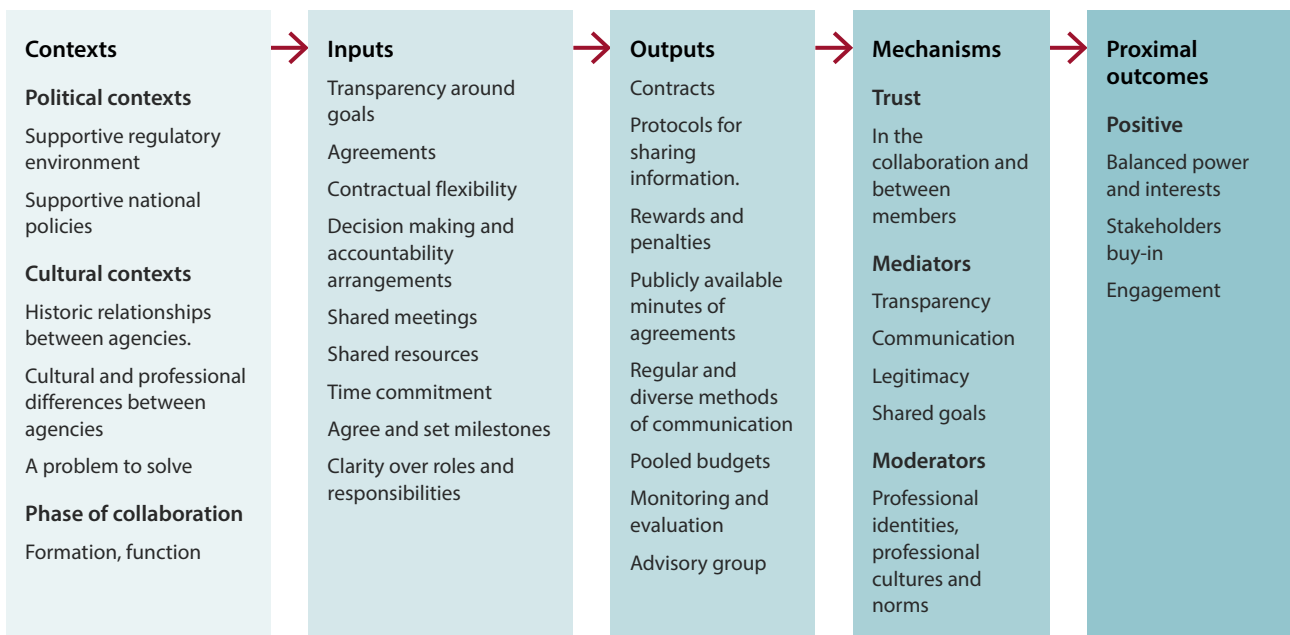 Contexts
Political contexts
Supportive regulatory
environment
Supportive national
policies
Cultural contexts
Historic relationships
between agencies.
Cultural and professional
differences between
agencies
A problem to solve
Phase of collaboration
Formation, function
Inputs
Transparency around
goals
Agreements
Contractual flexibility
Decision making and
accountability
arrangements
Shared meetings
Shared resources
Time commitment
Agree and set milestones
Clarity over roles and
responsibilities
Outputs
Contracts
Protocols for
sharing
information.
Rewards and
penalties
Publicly available
minutes of
agreements
Regular and
diverse methods
of communication
Pooled budgets
Monitoring and
evaluation
Advisory group
Mechanisms
Trust
In the
collaboration and
between
members
Mediators
Transparency
Communication
Legitimacy
Shared goals
Moderators
Professional
identities,
professional
cultures and
norms
Proximal
outcomes
Positive
Balanced power
and interests
Stakeholders
buy-in
Engagement